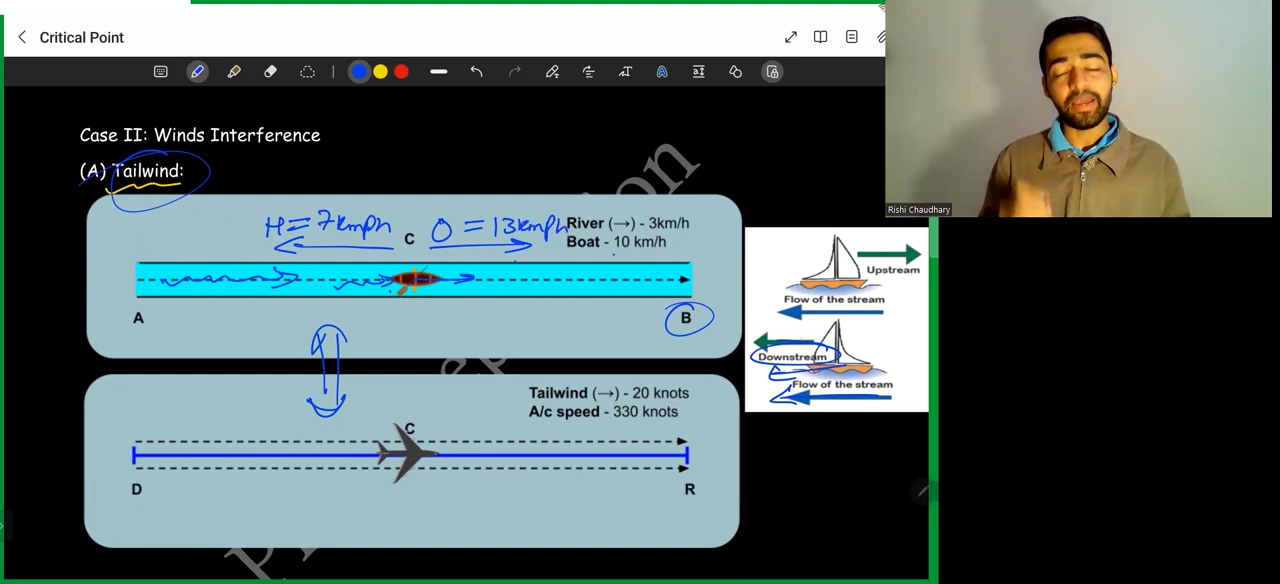 Critical Point
Case II: Winds Interference
(A) Tailwind:
H = 7kmph
C
O = 13kmph
River (→) - 3km/h
Boat - 10 km/h
A
B
Tailwind (→) - 20 knots
A/c speed - 330 knots
C
D
R
Upstream
Flow of the stream
Downstream
Flow of the stream
Rishi Chaudhary